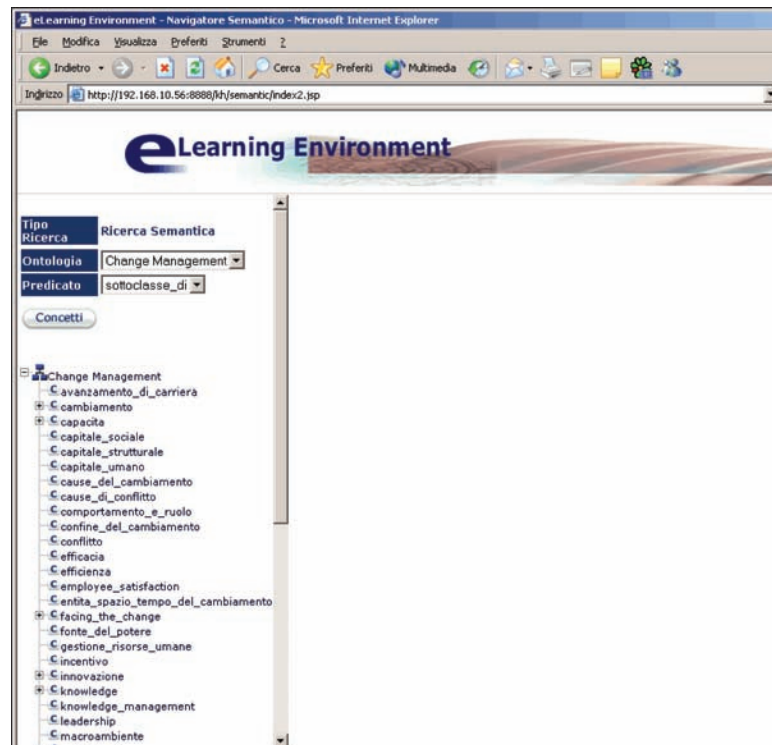 eLearning Environment - Navigatore Semantico - Microsoft Internet Explorer
File Modifica Visualizza Preferiti Strumenti ?
Indietro Cerca Preferiti Multimedia
Indirizzo http://192.168.10.56:8888/kh/semantic/index2.jsp
eLearning Environment
Tipo Ricerca Ricerca Semantica
Ontologia Change Management
Predicato sottoclasse_di
Concetti
Change Management
C avanzamento_di_carriera
C cambiamento
C capacita
C capitale_sociale
C capitale_strutturale
C capitale_umano
C cause_del_cambiamento
C cause_di_conflitto
C comportamento_e_ruolo
C confine_del_cambiamento
C conflitto
C efficacia
C efficienza
C employee_satisfaction
C entita_spazio_tempo_del_cambiamento
C facing_the_change
C fonte_del_potere
C gestione_risorse_umane
C incentivo
C innovazione
C knowledge
C knowledge_management
C leadership
C macroambiente